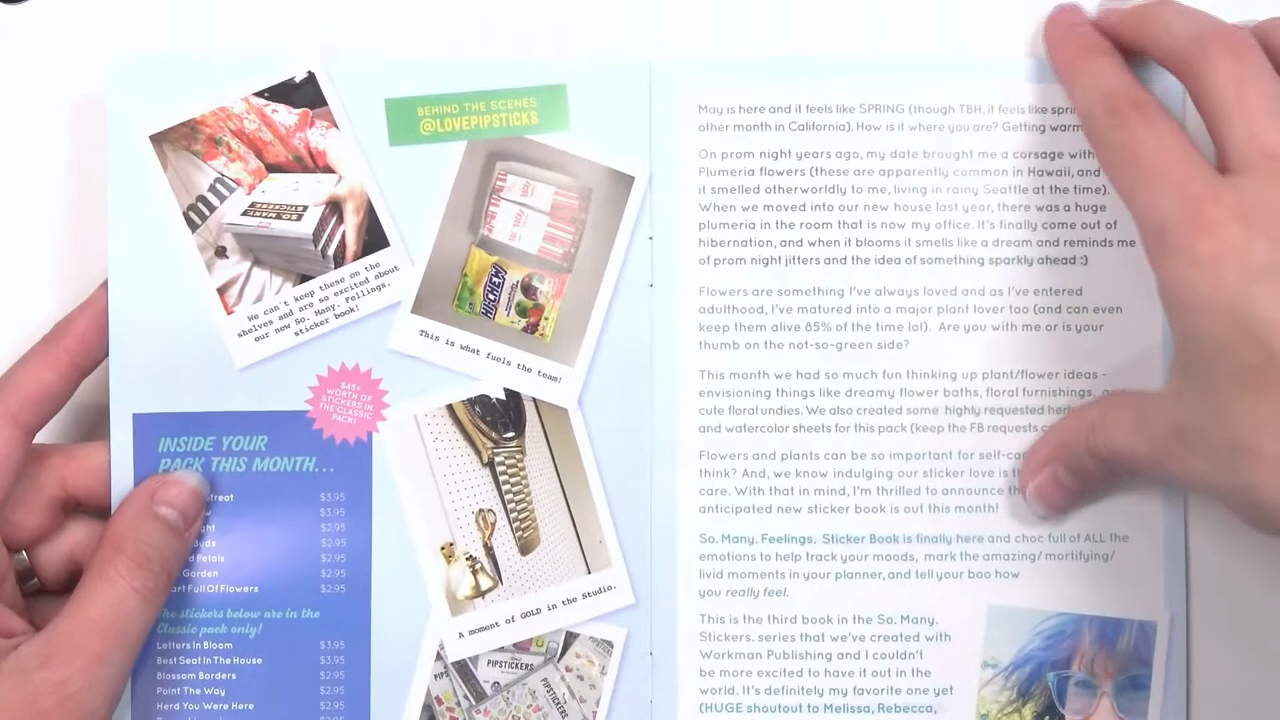 BEHIND THE SCENES
@LOVEPIPSTICKS
SO. MANY.
STICKERS.
We can't keep these on the
shelves and are so excited about
our new So. Many. Fellings.
sticker book!
HI-CHEW
This is what fuels the team!
$45+
WORTH OF
STICKERS IN
THE CLASSIC
PACK!
A moment of GOLD in the Studio.
PIPSTICKERS
PIPSTICKERS
INSIDE YOUR
PACK THIS MONTH...
treat $3.95
$3.95
ght $2.95
Buds $2.95
d Petals $2.95
Garden $2.95
art Full Of Flowers $2.95
The stickers below are in the
Classic pack only!
Letters In Bloom $3.95
Best Seat In The House $3.95
Blossom Borders $2.95
Point The Way $2.95
Herd You Were Here $2.95
May is here and it feels like SPRING (though TBH, it feels like
other month in California). How is it where you are? Getting warm
On prom night years ago, my date brought me a corsage with
Plumeria flowers (these are apparently common in Hawaii, and
it smelled otherworldly to me, living in rainy Seattle at the time).
When we moved into our new house last year, there was a huge
plumeria in the room that is now my office. It's finally come out of
hibernation, and when it blooms it smells like a dream and reminds me
of prom night jitters and the idea of something sparkly ahead :)
Flowers are something I've always loved and as I've entered
adulthood, I've matured into a major plant lover too (and can even
keep them alive 85% of the time lol). Are you with me or is your
thumb on the not-so-green side?
This month we had so much fun thinking up plant/flower ideas -
envisioning things like dreamy flower baths, floral furnishings, and
cute floral undies. We also created some highly requested
and watercolor sheets for this pack (keep the FB requests
Flowers and plants can be so important for
think? And, we know indulging our sticker love is
care. With that in mind, I'm thrilled to announce
anticipated new sticker book is out this month!
So. Many. Feelings. Sticker Book is finally here and choc full of ALL the
emotions to help track your moods, mark the amazing/ mortifying/
livid moments in your planner, and tell your boo how
you really feel.
This is the third book in the So. Many.
Stickers. series that we've created with
Workman Publishing and I couldn't
be more excited to have it out in the
world. It's definitely my favorite one yet
(HUGE shoutout to Melissa, Rebecca,